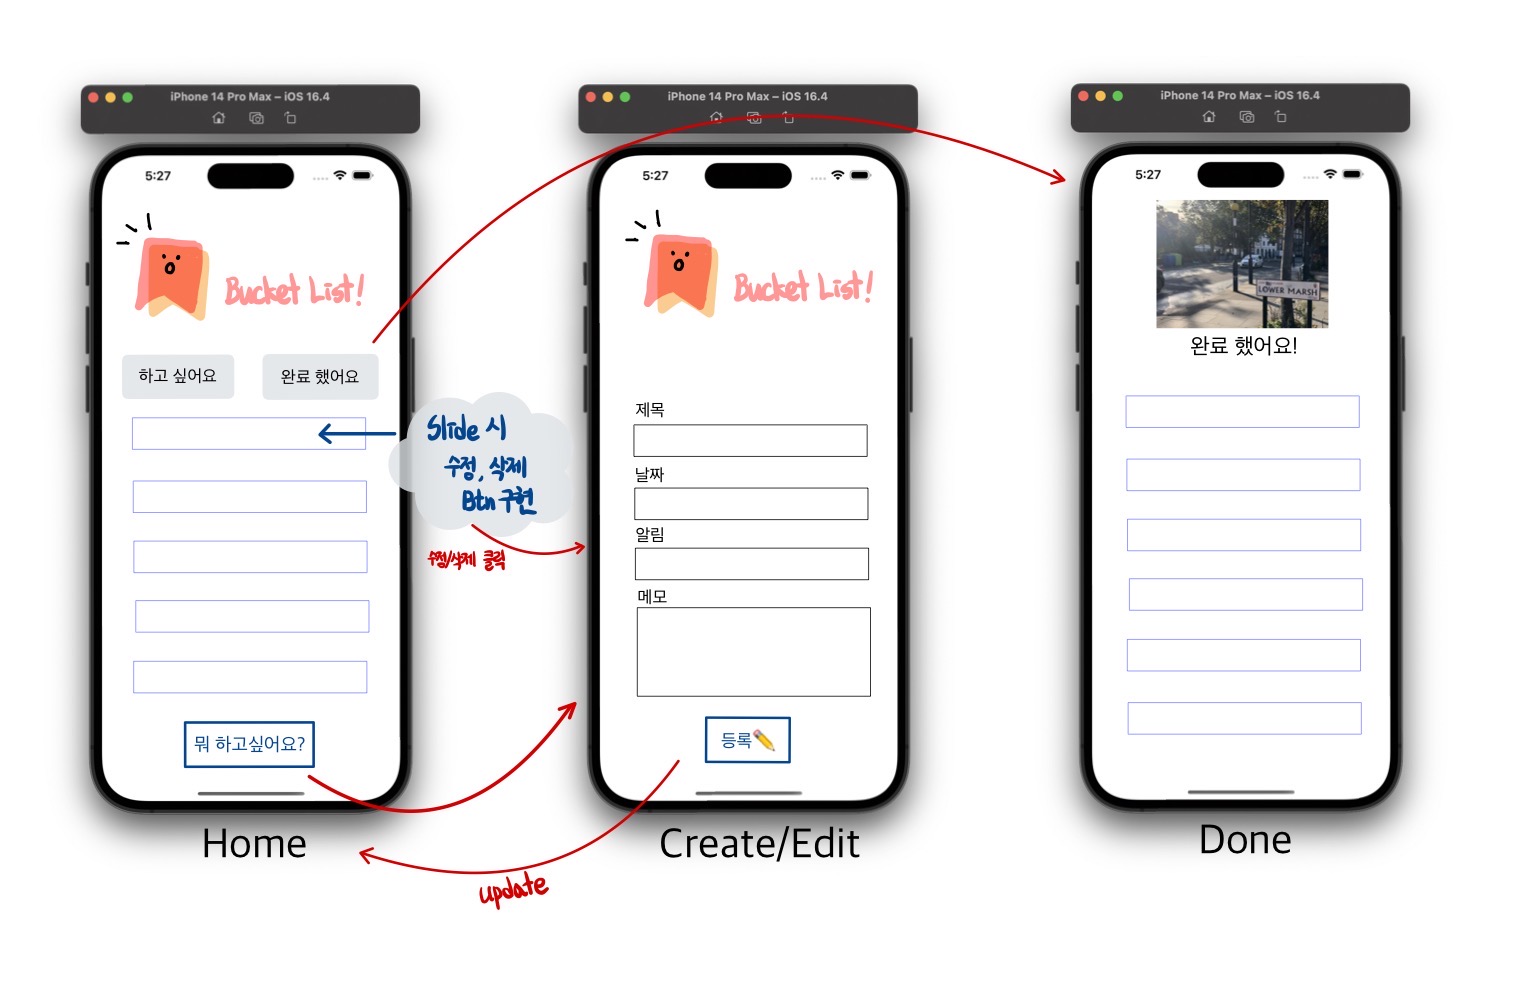 iPhone 14 Pro Max – iOS 16.4
5:27
Bucket List!
하고 싶어요
완료 했어요
뭐 하고싶어요?
Home
Slide 시
수정, 삭제
Btn 구현
수정/삭제 클릭
iPhone 14 Pro Max – iOS 16.4
5:27
Bucket List!
제목
날짜
알림
메모
등록✏️
Create/Edit
update
iPhone 14 Pro Max – iOS 16.4
5:27
LOWER MARSH
완료 했어요!
Done